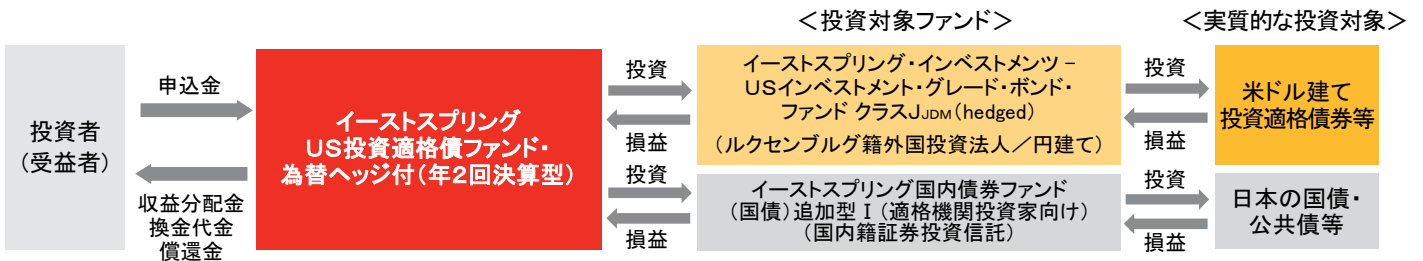 ＜投資対象ファンド＞
＜実質的な投資対象＞
投資者
（受益者）
申込金
収益分配金
換金代金
償還金
イーストスプリング
ＵＳ投資適格債ファンド・
為替ヘッジ付（年２回決算型）
投資
損益
投資
損益
イーストスプリング・インベストメンツ－
ＵＳインベストメント・グレード・ボンド・
ファンド クラスJJDM（hedged）
（ルクセンブルグ籍外国投資法人／円建て）
イーストスプリング国内債券ファンド
（国債）追加型Ⅰ（適格機関投資家向け）
（国内籍証券投資信託）
投資
損益
投資
損益
米ドル建て
投資適格債券等
日本の国債・
公共債等